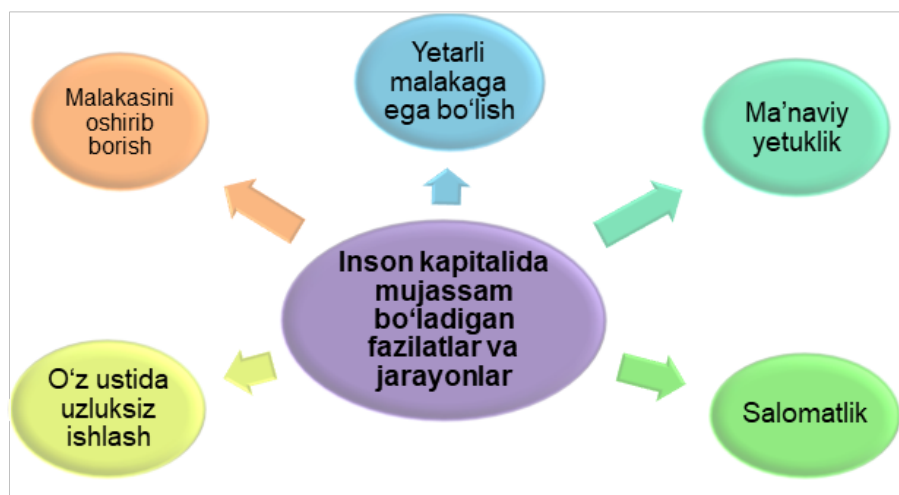 Yetarli
malakaga
ega bo‘lish
Malakasini
oshirib
borish
Ma’naviy
yetuklik
Inson kapitalida
mujassam
bo‘ladigan
fazilatlar va
jarayonlar
O‘z ustida
uzluksiz
ishlash
Salomatlik